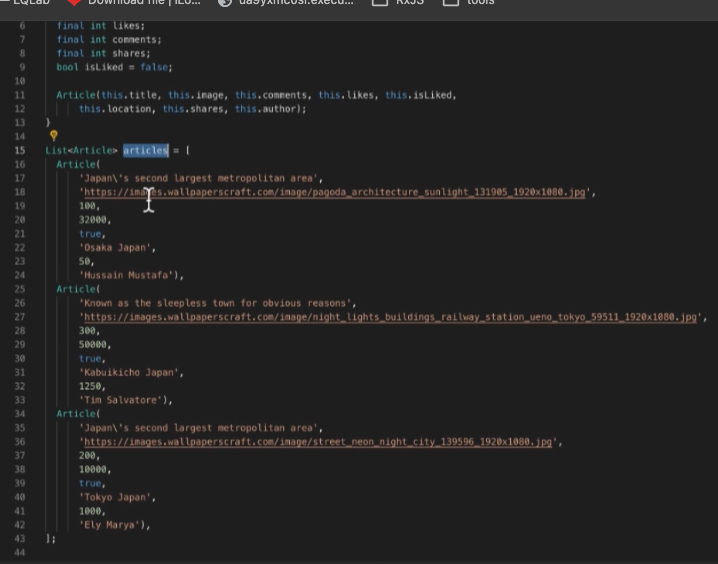 EQLab Download file | iLo... ua9yxmcosi.execu... RxJS tools
6 final int likes;
7 final int comments;
8 final int shares;
9 bool isLiked = false;
10
11 Article(this.title, this.image, this.comments, this.likes, this.isLiked,
12 this.location, this.shares, this.author);
13 }
14
15 List<Article> articles = [
16 Article(
17 'Japan\'s second largest metropolitan area',
18 'https://images.wallpaperscraft.com/image/pagoda_architecture_sunlight_131905_1920x1080.jpg',
19 100,
20 32000,
21 true,
22 'Osaka Japan',
23 50,
24 'Hussain Mustafa'),
25 Article(
26 'Known as the sleepless town for obvious reasons',
27 'https://images.wallpaperscraft.com/image/night_lights_buildings_railway_station_ueno_tokyo_59511_1920x1080.jpg',
28 300,
29 50000,
30 true,
31 'Kabuikicho Japan',
32 1250,
33 'Tim Salvatore'),
34 Article(
35 'Japan\'s second largest metropolitan area',
36 'https://images.wallpaperscraft.com/image/street_neon_night_city_139596_1920x1080.jpg',
37 200,
38 10000,
39 true,
40 'Tokyo Japan',
41 1000,
42 'Ely Marya'),
43 ];
44